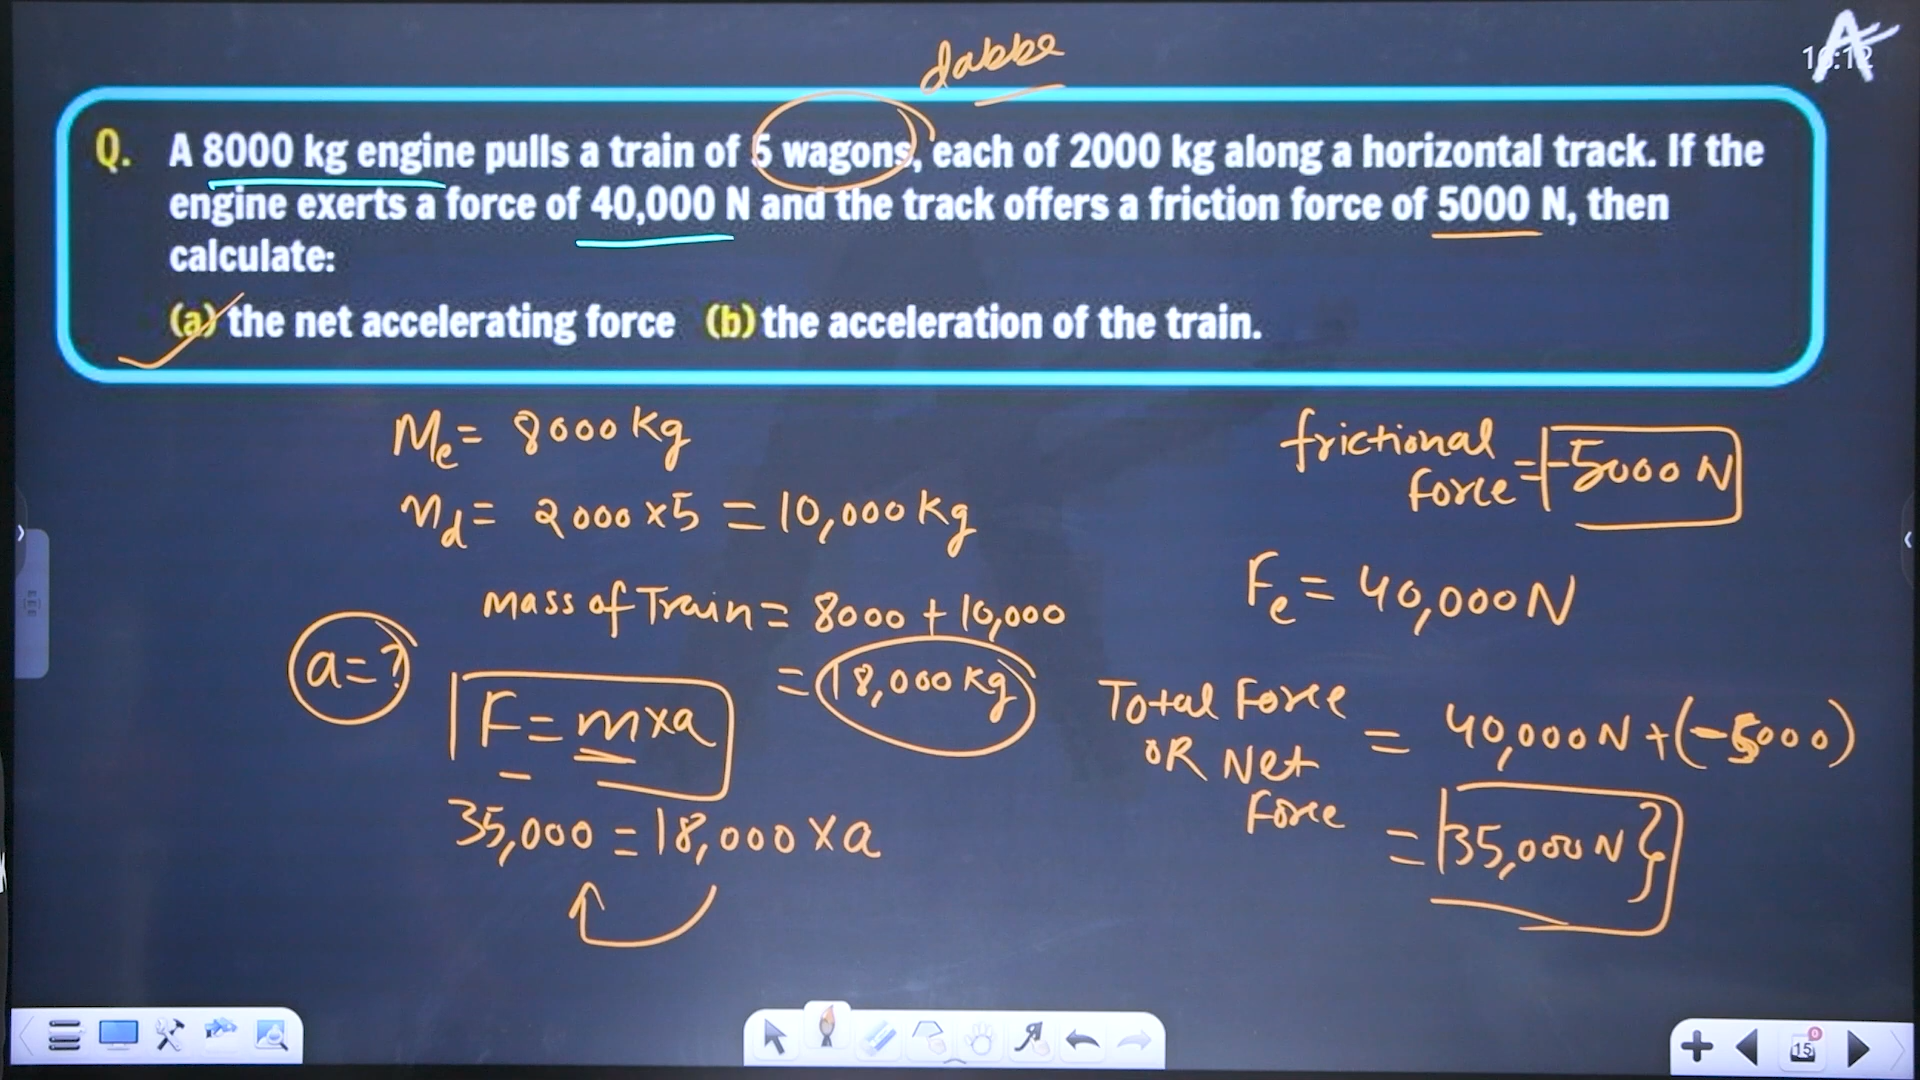 dabbe
10:12
Q. A 8000 kg engine pulls a train of 5 wagons, each of 2000 kg along a horizontal track. If the
engine exerts a force of 40,000 N and the track offers a friction force of 5000 N, then
calculate:
(a) the net accelerating force (b) the acceleration of the train.
Me = 8000 kg
Md = 2000 x 5 = 10,000 kg
Mass of Train = 8000 + 10,000
= 18,000 kg
a = ?
F = m x a
35,000 = 18,000 x a
frictional
force = -5000 N
Fe = 40,000 N
Total Force
OR Net
Force
= 40,000 N + (-5000)
= 35,000 N
15
0